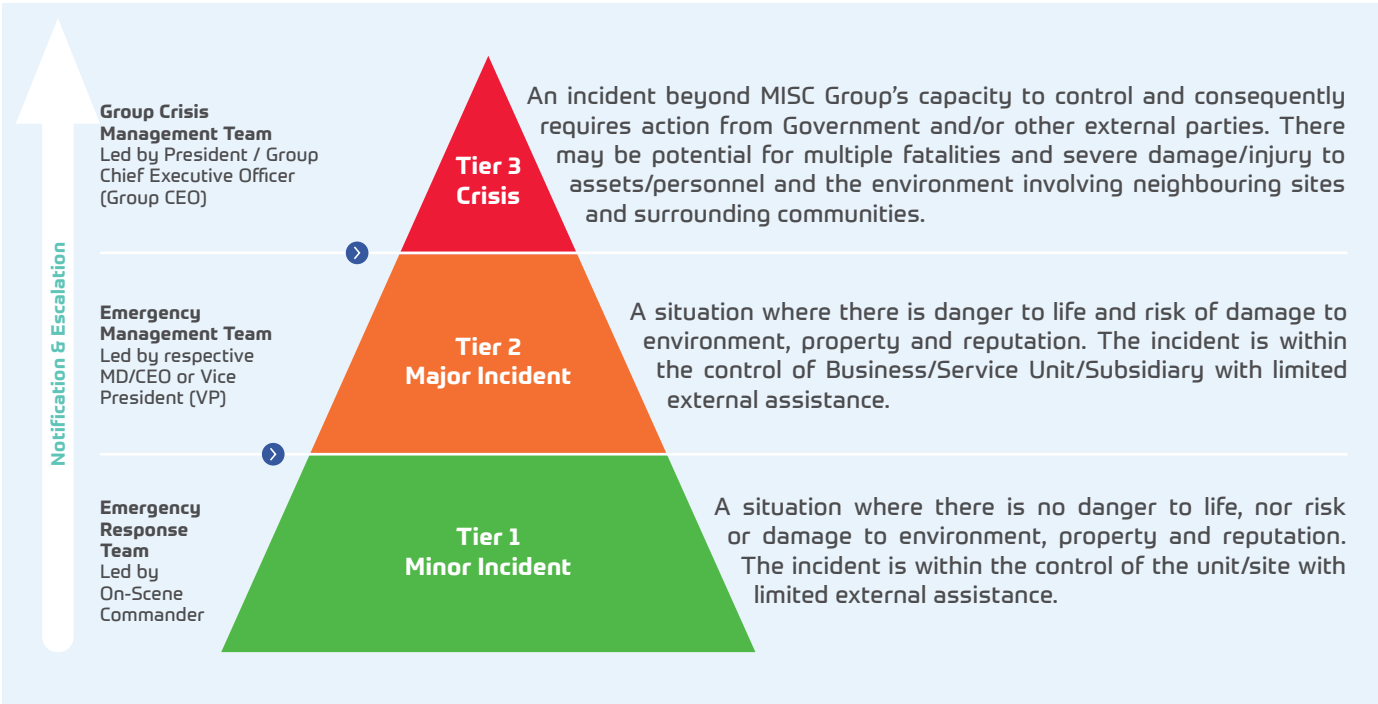 Notification & Escalation
Group Crisis
Management Team
Led by President / Group
Chief Executive Officer
(Group CEO)
Tier 3
Crisis
An incident beyond MISC Group's capacity to control and consequently
requires action from Government and/or other external parties. There
may be potential for multiple fatalities and severe damage/injury to
assets/personnel and the environment involving neighbouring sites
and surrounding communities.
Emergency
Management Team
Led by respective
MD/CEO or Vice
President (VP)
Tier 2
Major Incident
A situation where there is danger to life and risk of damage to
environment, property and reputation. The incident is within
the control of Business/Service Unit/Subsidiary with limited
external assistance.
Emergency
Response
Team
Led by
On-Scene
Commander
Tier 1
Minor Incident
A situation where there is no danger to life, nor risk
or damage to environment, property and reputation.
The incident is within the control of the unit/site with
limited external assistance.